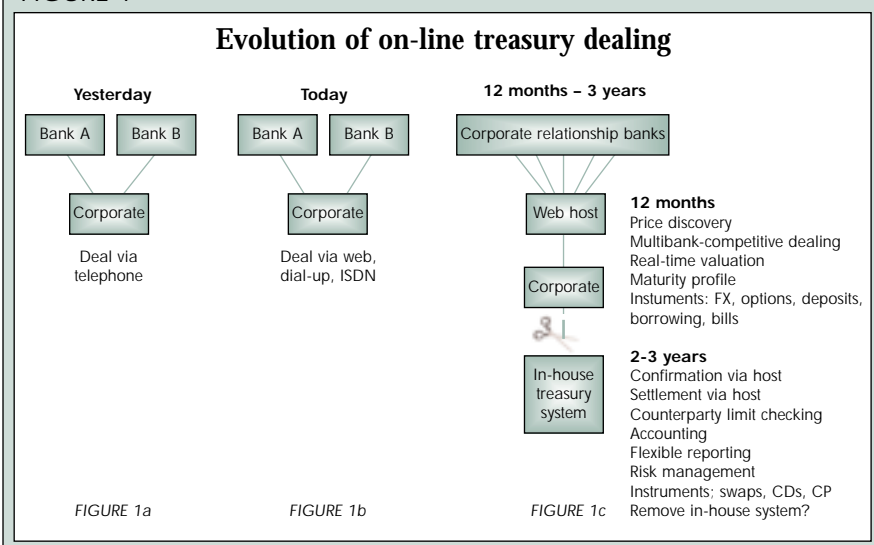 Evolution of on-line treasury dealing
Yesterday
Bank A
Bank B
Corporate
Deal via
telephone
FIGURE 1a
Today
Bank A
Bank B
Corporate
Deal via web,
dial-up, ISDN
FIGURE 1b
12 months – 3 years
Corporate relationship banks
Web host
Corporate
In-house
treasury
system
FIGURE 1c
12 months
Price discovery
Multibank-competitive dealing
Real-time valuation
Maturity profile
Instuments: FX, options, deposits,
borrowing, bills
2-3 years
Confirmation via host
Settlement via host
Counterparty limit checking
Accounting
Flexible reporting
Risk management
Instruments; swaps, CDs, CP
Remove in-house system?